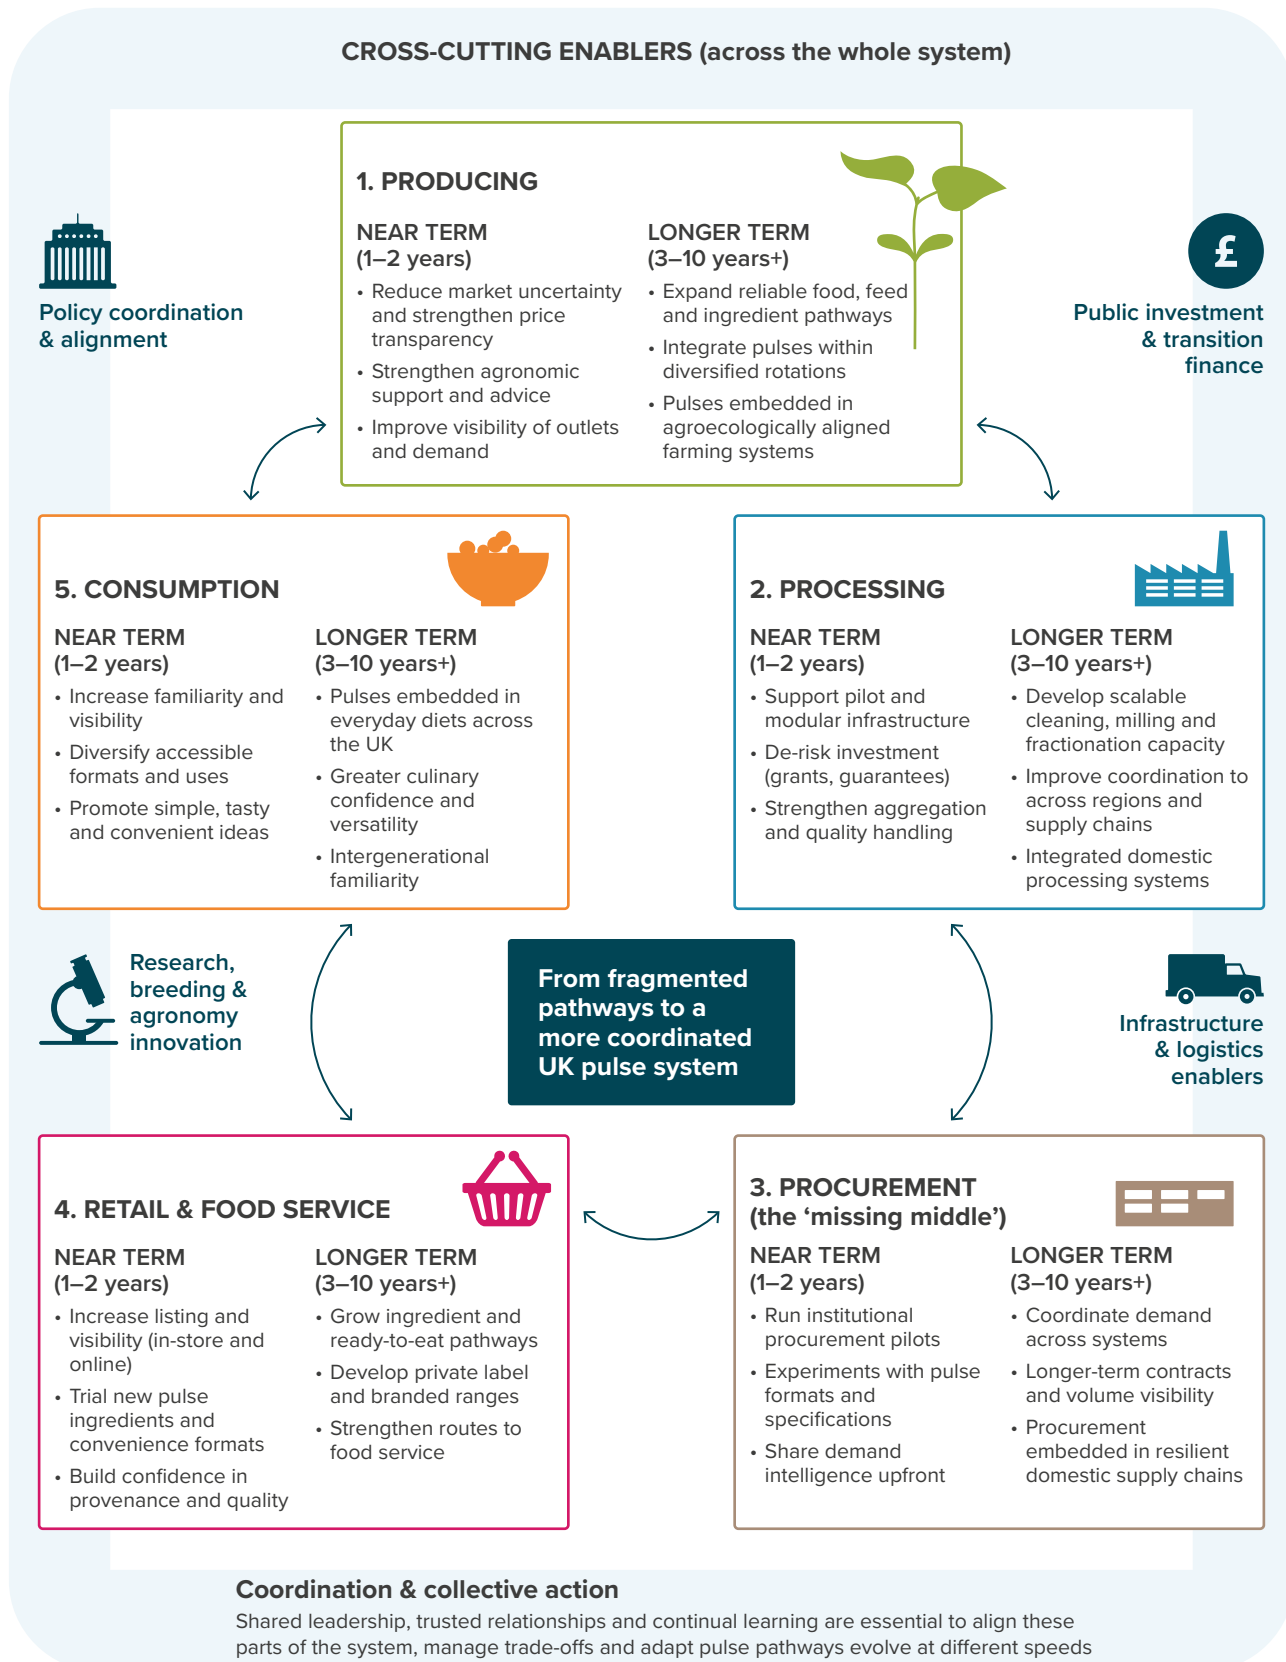 CROSS-CUTTING ENABLERS (across the whole system)
Policy coordination
& alignment
£
Public investment
& transition
finance
1. PRODUCING
NEAR TERM
(1–2 years)
• Reduce market uncertainty
and strengthen price
transparency
• Strengthen agronomic
support and advice
• Improve visibility of outlets
and demand
LONGER TERM
(3–10 years+)
• Expand reliable food, feed
and ingredient pathways
• Integrate pulses within
diversified rotations
• Pulses embedded in
agroecologically aligned
farming systems
5. CONSUMPTION
NEAR TERM
(1–2 years)
• Increase familiarity and
visibility
• Diversify accessible
formats and uses
• Promote simple, tasty
and convenient ideas
LONGER TERM
(3–10 years+)
• Pulses embedded in
everyday diets across
the UK
• Greater culinary
confidence and
versatility
• Intergenerational
familiarity
2. PROCESSING
NEAR TERM
(1–2 years)
• Support pilot and
modular infrastructure
• De-risk investment
(grants, guarantees)
• Strengthen aggregation
and quality handling
LONGER TERM
(3–10 years+)
• Develop scalable
cleaning, milling and
fractionation capacity
• Improve coordination to
across regions and
supply chains
• Integrated domestic
processing systems
Research,
breeding &
agronomy
innovation
From fragmented
pathways to a
more coordinated
UK pulse system
Infrastructure
& logistics
enablers
4. RETAIL & FOOD SERVICE
NEAR TERM
(1–2 years)
• Increase listing and
visibility (in-store and
online)
• Trial new pulse
ingredients and
convenience formats
• Build confidence in
provenance and quality
LONGER TERM
(3–10 years+)
• Grow ingredient and
ready-to-eat pathways
• Develop private label
and branded ranges
• Strengthen routes to
food service
3. PROCUREMENT
(the ‘missing middle’)
NEAR TERM
(1–2 years)
• Run institutional
procurement pilots
• Experiments with pulse
formats and
specifications
• Share demand
intelligence upfront
LONGER TERM
(3–10 years+)
• Coordinate demand
across systems
• Longer-term contracts
and volume visibility
• Procurement
embedded in resilient
domestic supply chains
Coordination & collective action
Shared leadership, trusted relationships and continual learning are essential to align these
parts of the system, manage trade-offs and adapt pulse pathways evolve at different speeds